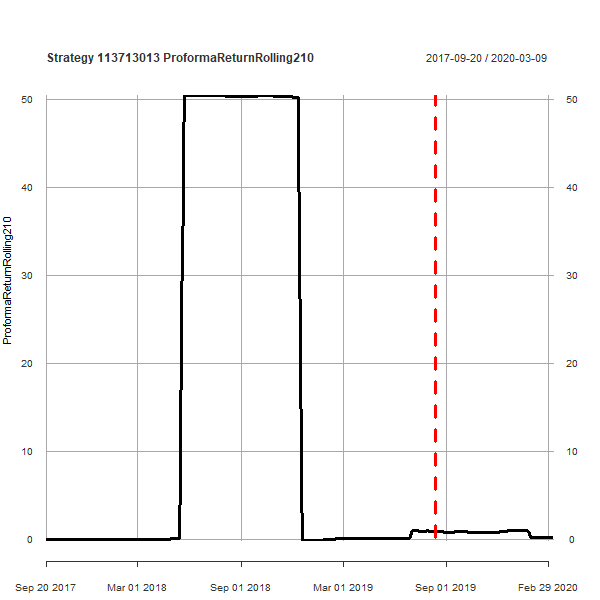 Strategy 113713013 ProformaReturnRolling210 2017-09-20 / 2020-03-09
50 50
40 40
30 30
20 20
10 10
0 0
ProformaReturnRolling210
Sep 20 2017 Mar 01 2018 Sep 01 2018 Mar 01 2019 Sep 01 2019 Feb 29 2020